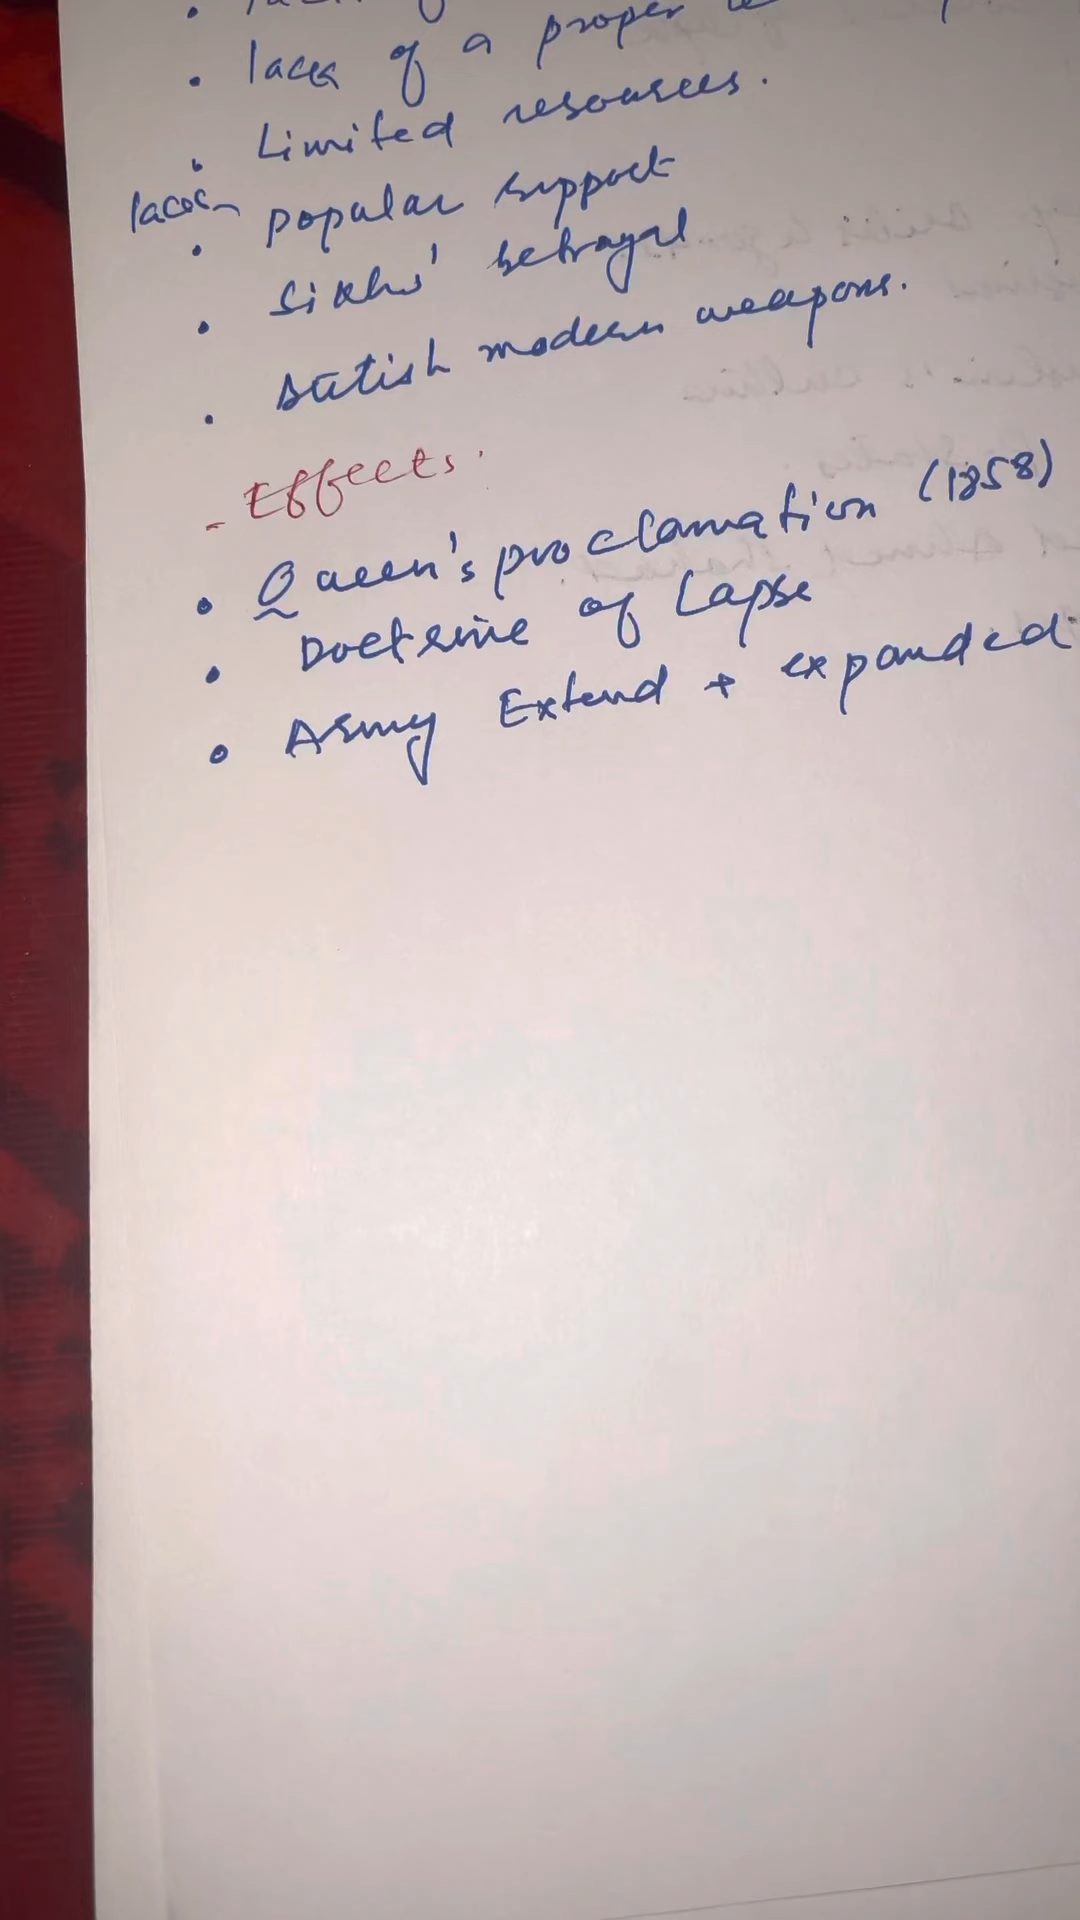 • lack of a proper
• Limited resources.
lack
• popular support
• Sikhs' betrayal
• British modern weapons.
- Effects.
• Queen's proclamation (1858)
• Doctrine of Lapse
• Army Extend + expanded.